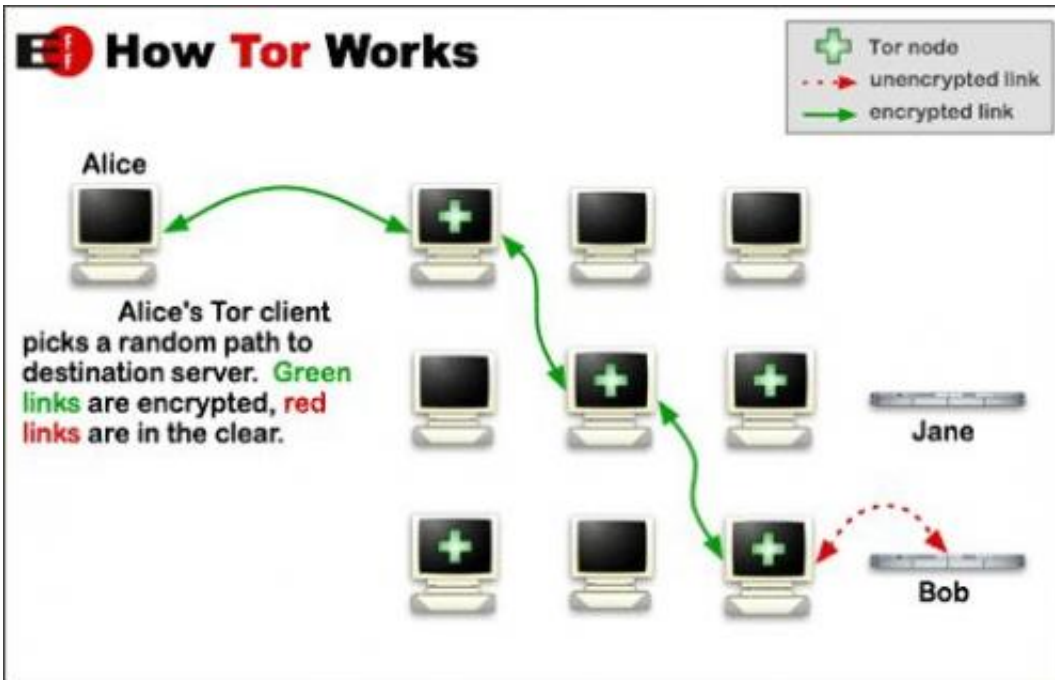 EFF How Tor Works
Tor node
unencrypted link
encrypted link
Alice
Alice's Tor client
picks a random path to
destination server. Green
links are encrypted, red
links are in the clear.
Jane
Bob